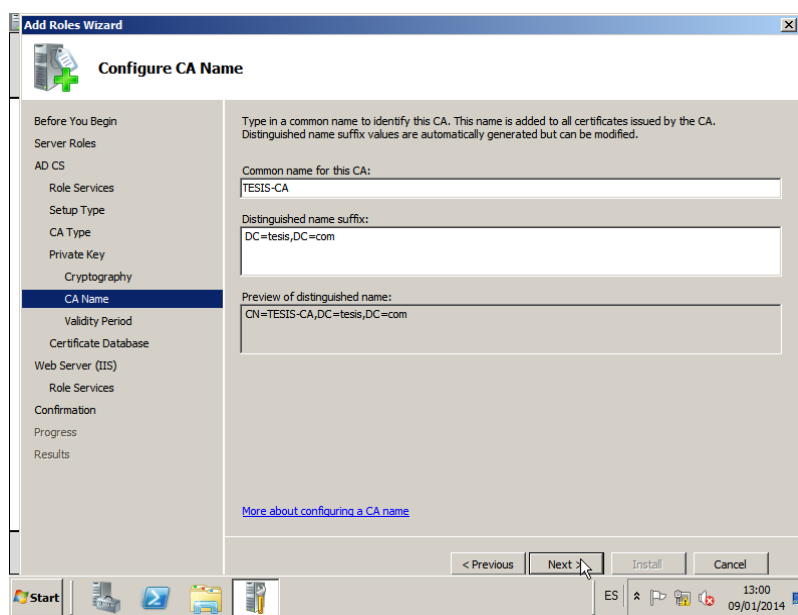 Add Roles Wizard
Configure CA Name
Before You Begin
Server Roles
AD CS
Role Services
Setup Type
CA Type
Private Key
Cryptography
CA Name
Validity Period
Certificate Database
Web Server (IIS)
Role Services
Confirmation
Progress
Results
Type in a common name to identify this CA. This name is added to all certificates issued by the CA.
Distinguished name suffix values are automatically generated but can be modified.
Common name for this CA:
TESIS-CA
Distinguished name suffix:
DC=tesis,DC=com
Preview of distinguished name:
CN=TESIS-CA,DC=tesis,DC=com
More about configuring a CA name
< Previous
Next >
Install
Cancel
Start
ES
13:00
09/01/2014